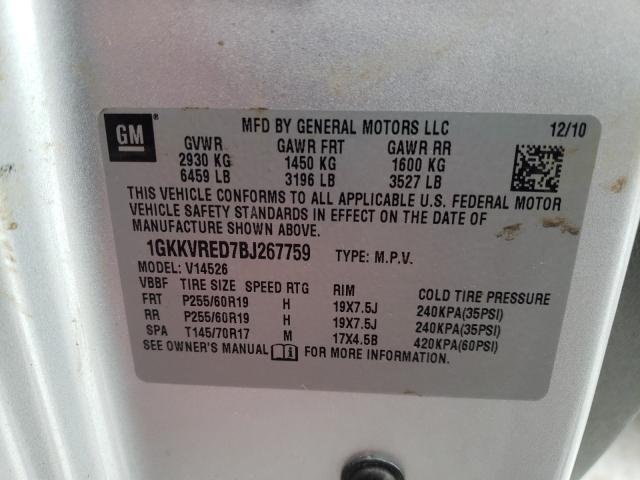 GM
MFD BY GENERAL MOTORS LLC 12/10
GVWR GAWR FRT GAWR RR
2930 KG 1450 KG 1600 KG
6459 LB 3196 LB 3527 LB
THIS VEHICLE CONFORMS TO ALL APPLICABLE U.S. FEDERAL MOTOR
VEHICLE SAFETY STANDARDS IN EFFECT ON THE DATE OF
MANUFACTURE SHOWN ABOVE.
1GKKVRED7BJ267759 TYPE: M.P.V.
MODEL: V14526
VBBF TIRE SIZE SPEED RTG RIM COLD TIRE PRESSURE
FRT P255/60R19 H 19X7.5J 240KPA(35PSI)
RR P255/60R19 H 19X7.5J 240KPA(35PSI)
SPA T145/70R17 M 17X4.5B 420KPA(60PSI)
SEE OWNER'S MANUAL i FOR MORE INFORMATION.